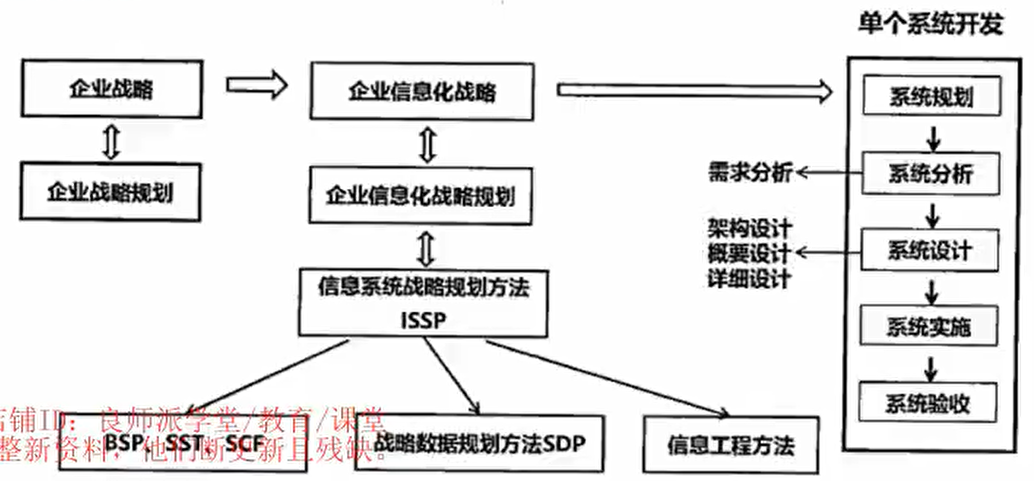 单个系统开发
企业战略
企业信息化战略
系统规划
企业战略规划
企业信息化战略规划
需求分析
系统分析
架构设计
概要设计
详细设计
系统设计
信息系统战略规划方法
ISSP
系统实施
系统验收
店铺ID：良师派学堂/教育/课堂
整新资料，他们断更新且残缺。
BSP、SST、SCF
战略数据规划方法SDP
信息工程方法